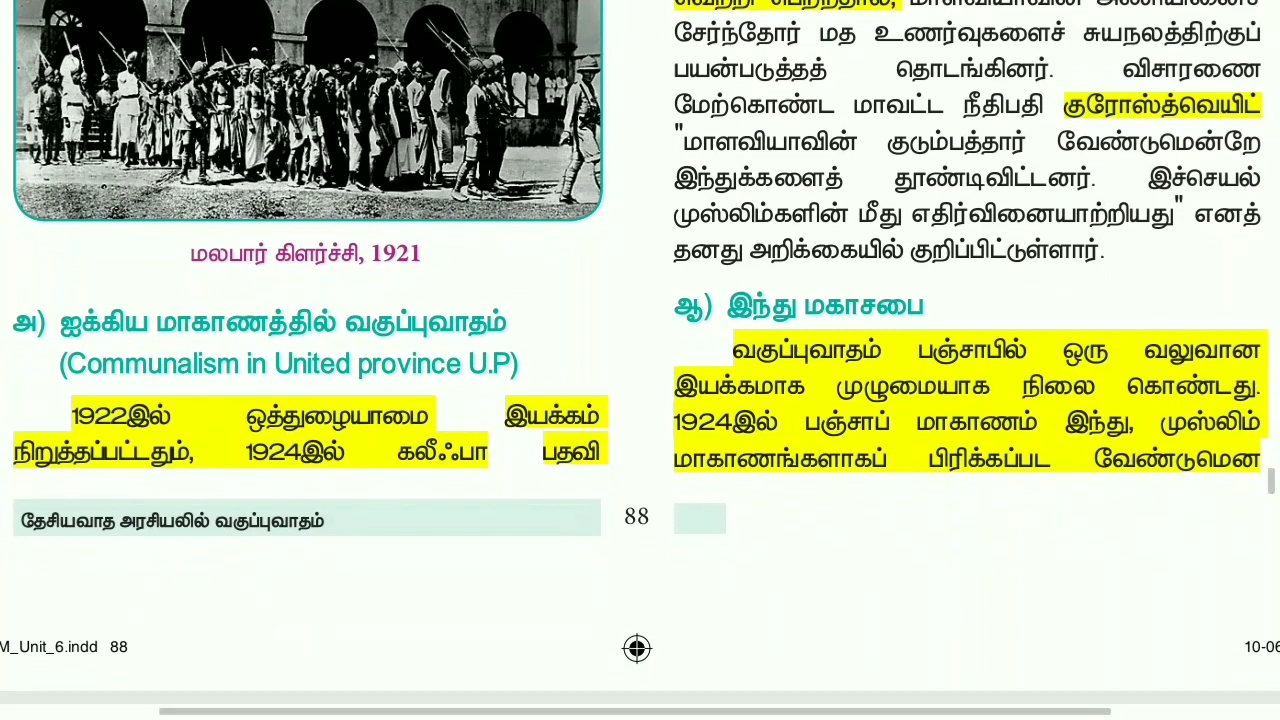 மலபார் கிளர்ச்சி, 1921
அ) ஐக்கிய மாகாணத்தில் வகுப்புவாதம்
(Communalism in United province U.P)
1922இல் ஒத்துழையாமை இயக்கம்
நிறுத்தப்பட்டதும், 1924இல் கலீஃபா பதவி
வெற்றி பெற்றதால், மாளவியாவின் அணியினைச்
சேர்ந்தோர் மத உணர்வுகளைச் சுயநலத்திற்குப்
பயன்படுத்தத் தொடங்கினர். விசாரணை
மேற்கொண்ட மாவட்ட நீதிபதி குரோஸ்த்வெயிட்
"மாளவியாவின் குடும்பத்தார் வேண்டுமென்றே
இந்துக்களைத் தூண்டிவிட்டனர். இச்செயல்
முஸ்லிம்களின் மீது எதிர்வினையாற்றியது" எனத்
தனது அறிக்கையில் குறிப்பிட்டுள்ளார்.
ஆ) இந்து மகாசபை
வகுப்புவாதம் பஞ்சாபில் ஒரு வலுவான
இயக்கமாக முழுமையாக நிலை கொண்டது.
1924இல் பஞ்சாப் மாகாணம் இந்து, முஸ்லிம்
மாகாணங்களாகப் பிரிக்கப்பட வேண்டுமென
தேசியவாத அரசியலில் வகுப்புவாதம்
88
M_Unit_6.indd 88
10-06